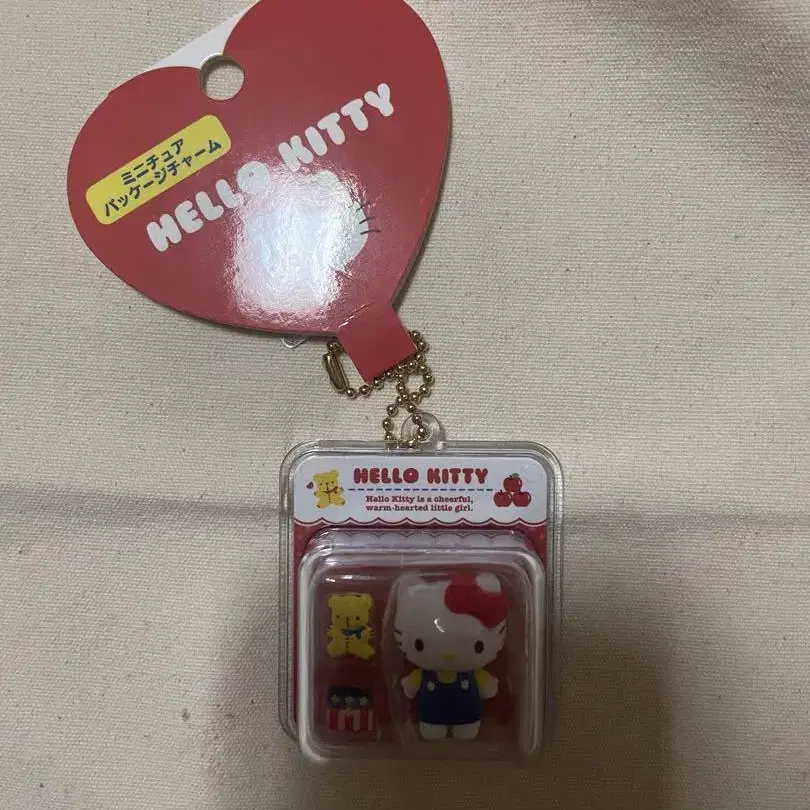 ミニチュア
パッケージチャーム
HELLO KITTY
HELLO KITTY
Hello Kitty is a cheerful,
warm-hearted little girl.